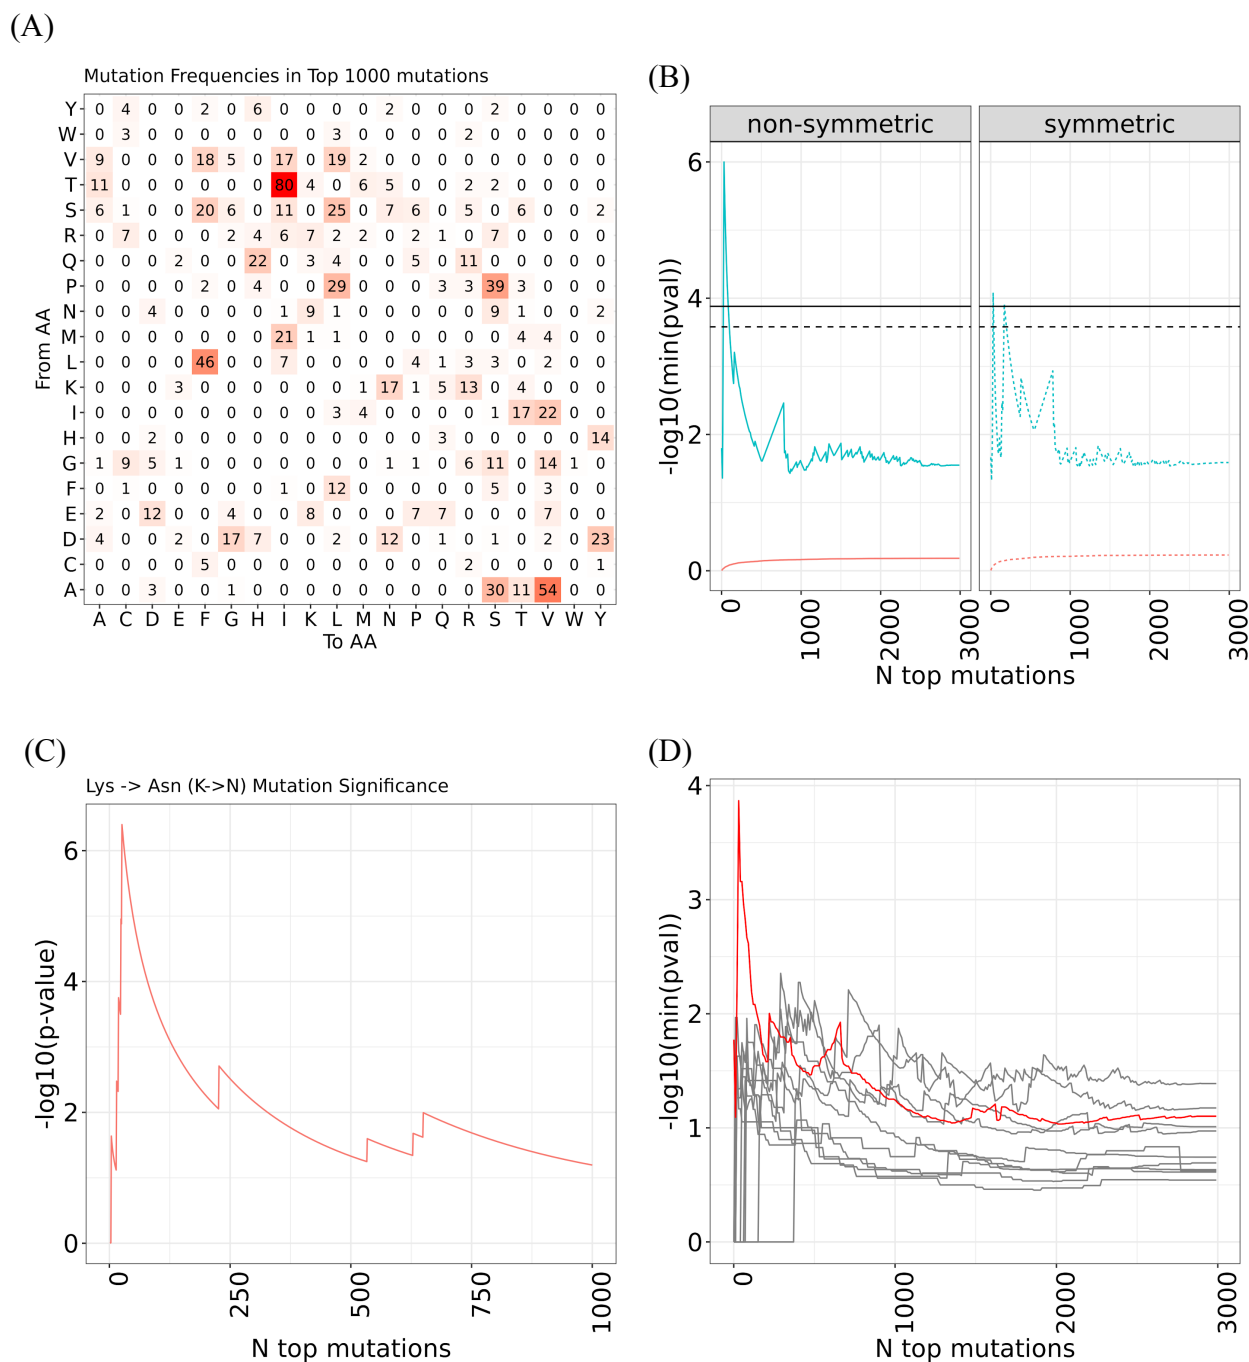 (A)
Mutation Frequencies in Top 1000 mutations
Y 0 4 0 0 2 0 6 0 0 0 0 2 0 0 0 2 0 0 0 0
W 0 3 0 0 0 0 0 0 0 3 0 0 0 0 2 0 0 0 0 0
V 9 0 0 0 18 5 0 17 0 19 2 0 0 0 0 0 0 0 0 0
T 11 0 0 0 0 0 0 80 4 0 6 5 0 0 2 2 0 0 0 0
S 6 1 0 0 20 6 0 11 0 25 0 7 6 0 5 0 6 0 0 2
R 0 7 0 0 0 2 4 6 7 2 2 0 2 1 0 7 0 0 0 0
Q 0 0 0 2 0 0 22 0 3 4 0 0 5 0 11 0 0 0 0 0
P 0 0 0 0 2 0 4 0 0 29 0 0 0 3 3 39 3 0 0 0
N 0 0 4 0 0 0 0 1 9 1 0 0 0 0 0 9 1 0 0 2
M 0 0 0 0 0 0 0 21 1 1 0 0 0 0 0 0 4 4 0 0
L 0 0 0 0 46 0 0 7 0 0 0 0 4 1 3 3 0 2 0 0
K 0 0 0 3 0 0 0 0 0 0 1 17 1 5 13 0 4 0 0 0
I 0 0 0 0 0 0 0 0 0 3 4 0 0 0 0 1 17 22 0 0
H 0 0 2 0 0 0 0 0 0 0 0 0 0 3 0 0 0 0 0 14
G 1 9 5 1 0 0 0 0 0 0 0 1 1 0 6 11 0 14 1 0
F 0 1 0 0 0 0 0 1 0 12 0 0 0 0 0 5 0 3 0 0
E 2 0 12 0 0 4 0 0 8 0 0 0 7 7 0 0 0 7 0 0
D 4 0 0 2 0 17 7 0 0 2 0 12 0 1 0 1 0 2 0 23
C 0 0 0 0 5 0 0 0 0 0 0 0 0 0 2 0 0 0 0 1
A 0 0 3 0 0 1 0 0 0 0 0 0 0 0 0 30 11 54 0 0
A C D E F G H I K L M N P Q R S T V W Y
From AA
To AA
(B)
non-symmetric
symmetric
6
4
2
0
-log10(min(pval))
0 1000 2000 3000
0 1000 2000 3000
N top mutations
(C)
Lys -> Asn (K->N) Mutation Significance
6
4
2
0
-log10(p-value)
0 250 500 750 1000
N top mutations
(D)
4
3
2
1
0
-log10(min(pval))
0 1000 2000 3000
N top mutations